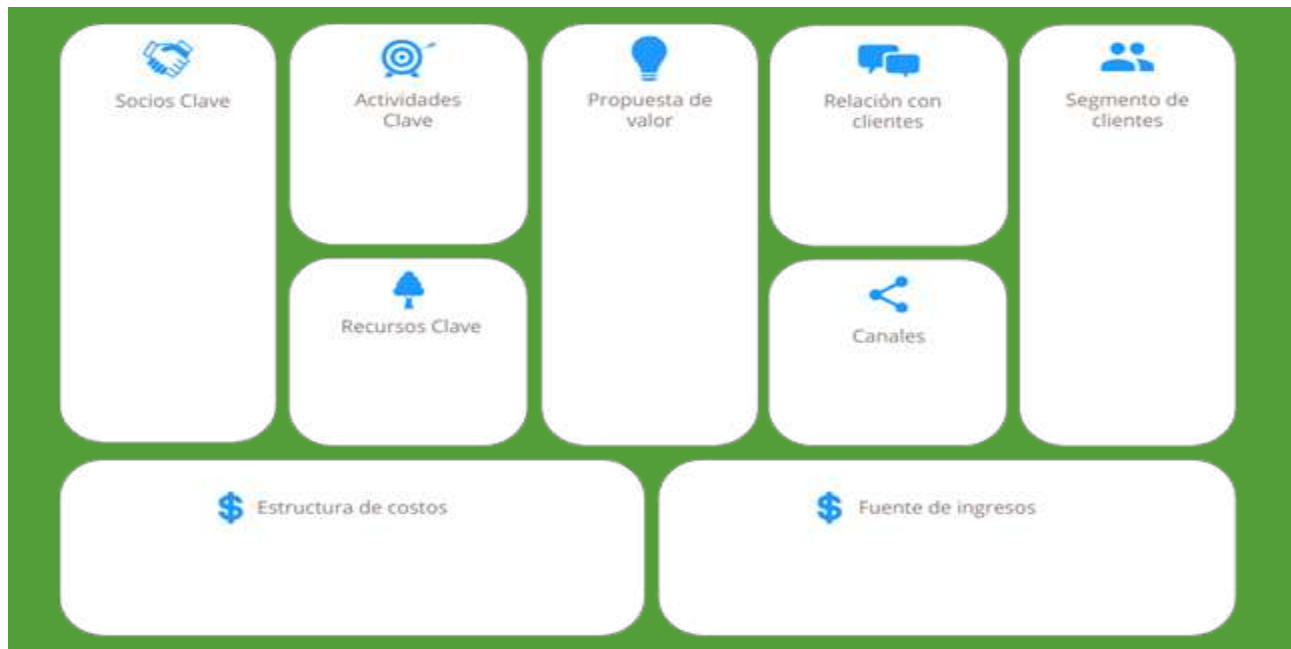 Socios Clave
Actividades
Clave
Propuesta de
valor
Relación con
clientes
Segmento de
clientes
Recursos Clave
Canales
$ Estructura de costos
$ Fuente de ingresos